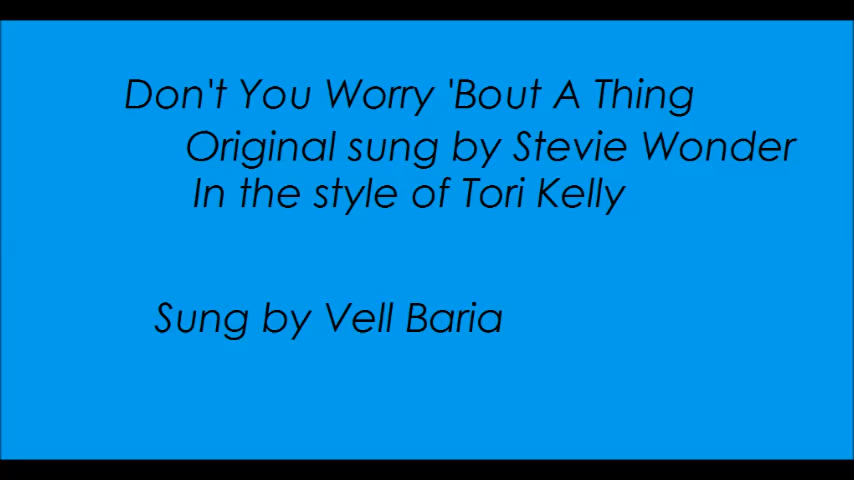 Don't You Worry 'Bout A Thing
Original sung by Stevie Wonder
In the style of Tori Kelly
Sung by Vell Baria